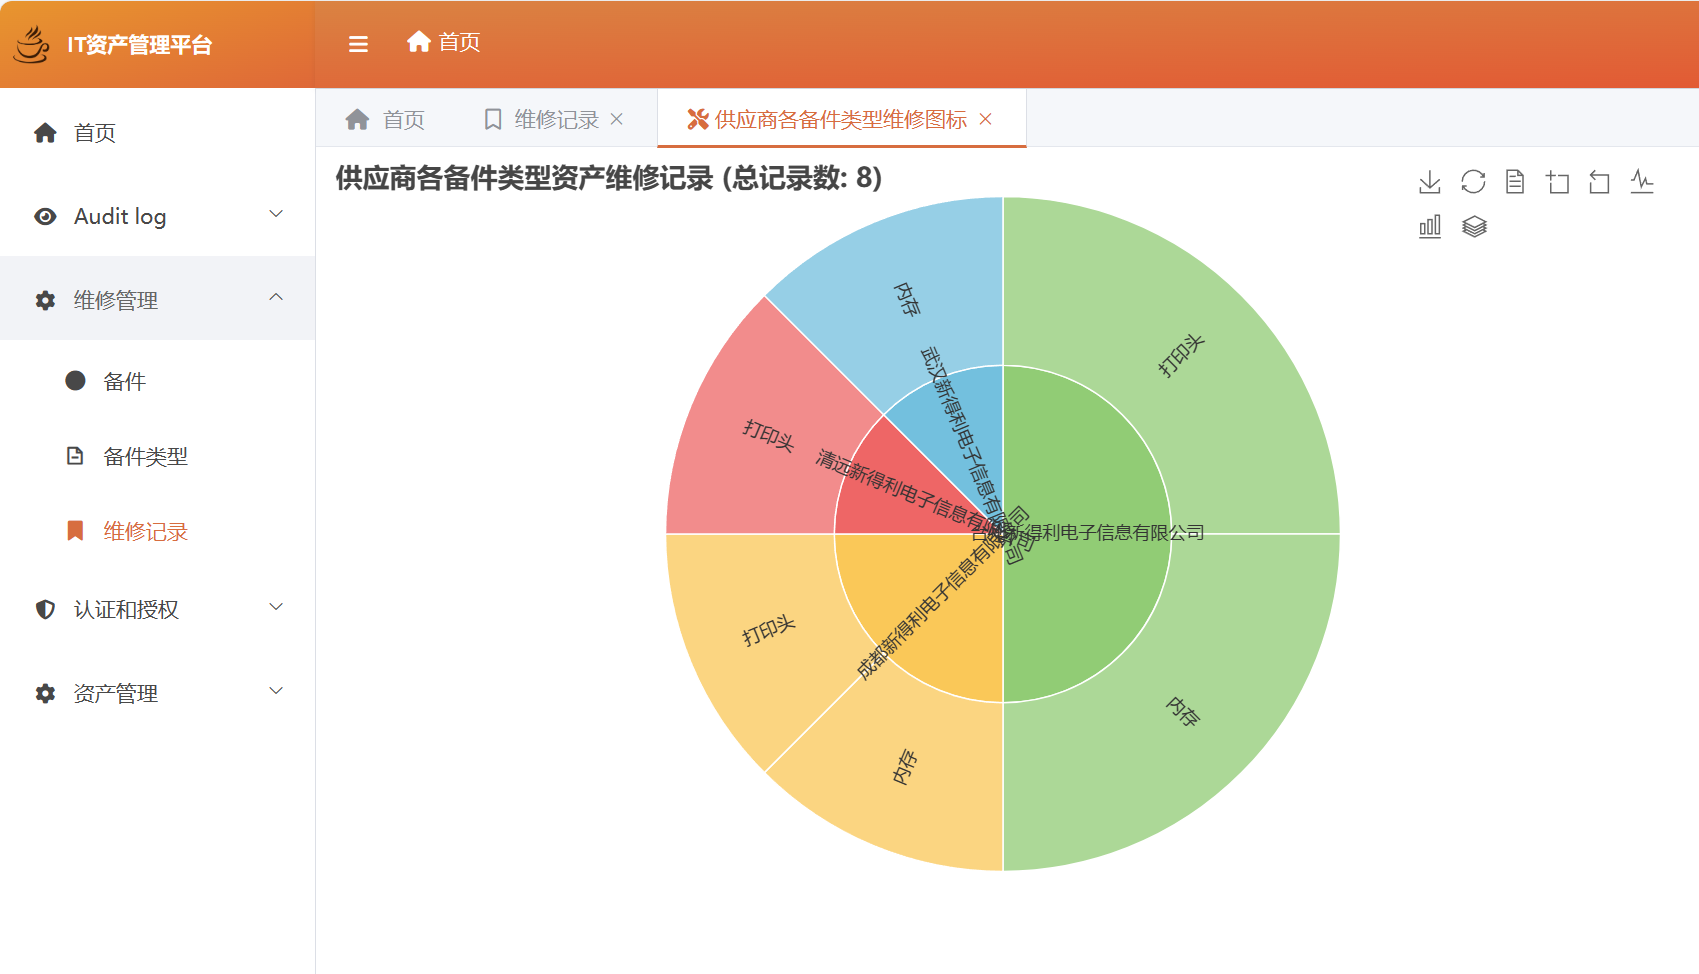 IT资产管理平台
首页
首页
Audit log
维修管理
备件
备件类型
维修记录
认证和授权
资产管理
首页
维修记录
供应商各备件类型维修图标
供应商各备件类型资产维修记录 (总记录数: 8)
内存
打印头
武汉新得利电子信息有限公司
打印头
清远新得利电子信息有限公司
新得利电子信息有限公司
打印头
成都新得利电子信息有限公司
内存
内存